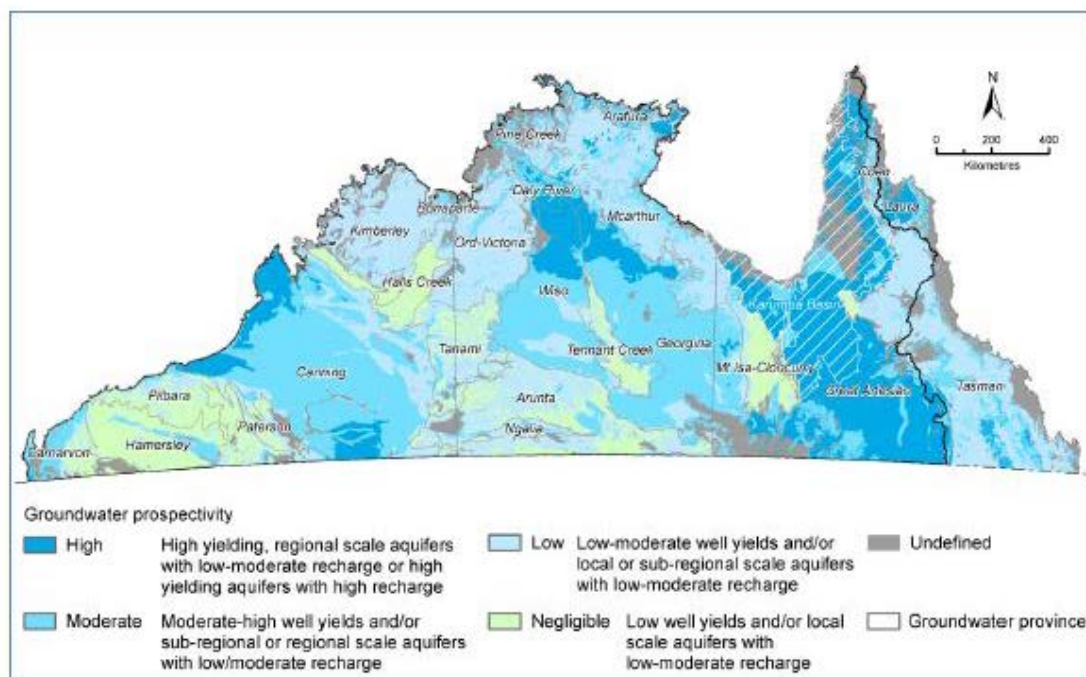 N
0 200 400
Kilometres
Arafura
Pine Creek
Coen
Daly River
Laura
Bonaparte
Mcarthur
Kimberley
Ord-Victoria
Halls Creek
Wiso
Karumba Basin
Tanami
Tennant Creek
Georgina
Canning
Mt Isa-Cloncurry
Great Artesian
Tasman
Pilbara
Arunta
Paterson
Hamersley
Ngalia
Carnarvon
Groundwater prospectivity
High
High yielding, regional scale aquifers
with low-moderate recharge or high
yielding aquifers with high recharge
Low
Low-moderate well yields and/or
local or sub-regional scale aquifers
with low-moderate recharge
Undefined
Moderate
Moderate-high well yields and/or
sub-regional or regional scale aquifers
with low/moderate recharge
Negligible
Low well yields and/or local
scale aquifers with
low-moderate recharge
Groundwater province